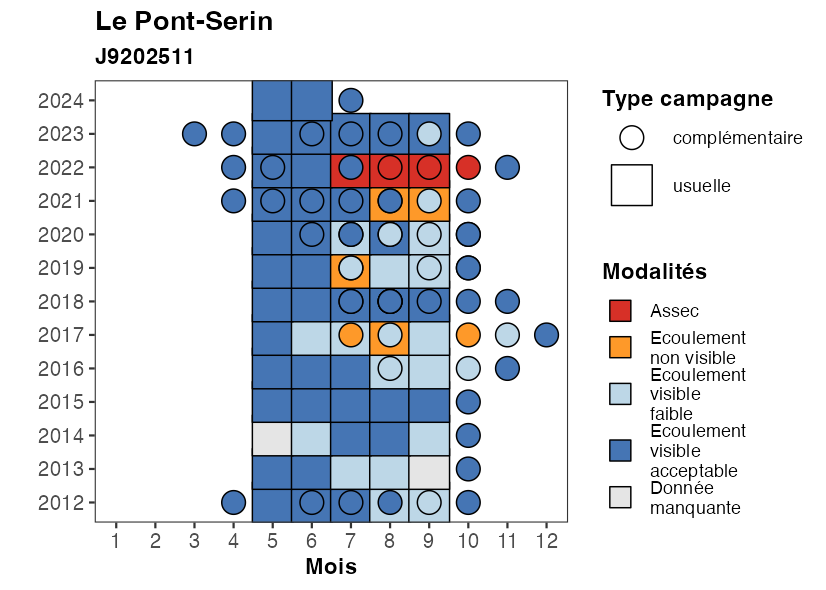 Le Pont-Serin
J9202511
2024
2023
2022
2021
2020
2019
2018
2017
2016
2015
2014
2013
2012
1 2 3 4 5 6 7 8 9 10 11 12
Mois
Type campagne
complémentaire
usuelle
Modalités
Assec
Ecoulement
non visible
Ecoulement
visible
faible
Ecoulement
visible
acceptable
Donnée
manquante